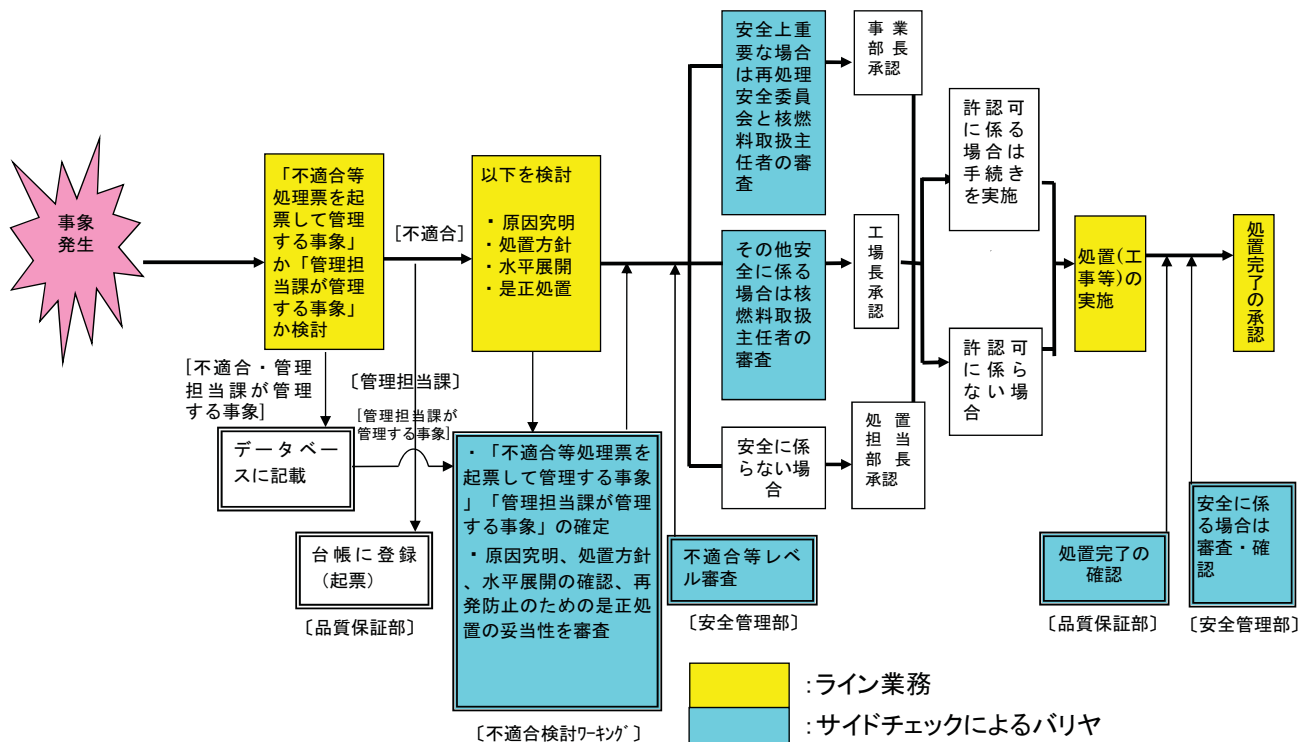 事象
発生
「不適合等
処理票を起
票して管理
する事象」
か「管理担
当課が管理
する事象」
か検討
[不適合]
以下を検討
・原因究明
・処置方針
・水平展開
・是正処置
安全上重
要な場合
は再処理
安全委員
会と核燃
料取扱主
任者の審
査
事業
部長
承認
その他安
全に係る
場合は核
燃料取扱
主任者の
審査
工場長承認
安全に係
らない場
合
処置
担当
部長
承認
許認可
に係る
場合は
手続き
を実施
許認可
に係ら
ない場
合
処置(工
事等)の
実施
処置完了の承認
[不適合・管理
担当課が管理
する事象]
〔管理担当課〕
[管理担当課が
管理する事象]
データベー
スに記載
台帳に登録
(起票)
〔品質保証部〕
・「不適合等処理票を
起票して管理する事象
」「管理担当課が管理
する事象」の確定
・原因究明、処置方針
、水平展開の確認、再
発防止のための是正処
置の妥当性を審査
〔不適合検討ワーキング〕
不適合等レベ
ル審査
〔安全管理部〕
処置完了の
確認
〔品質保証部〕
安全に係
る場合は
審査・確
認
〔安全管理部〕
:ライン業務
:サイドチェックによるバリヤ